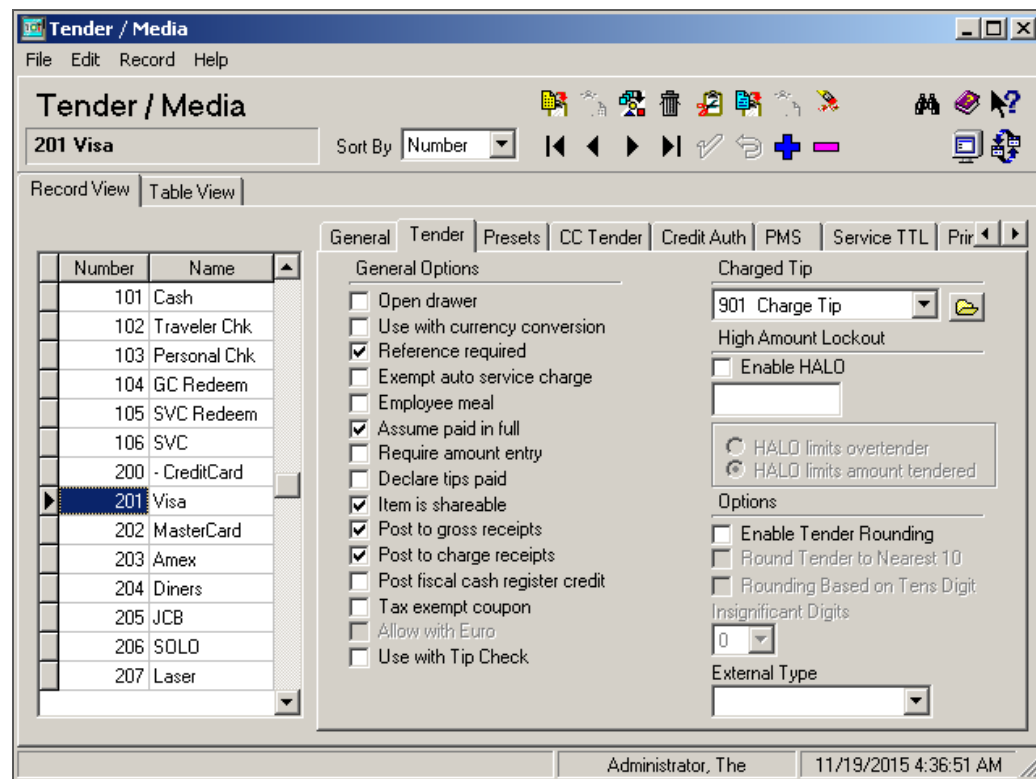 Tender / Media
File Edit Record Help
Tender / Media
201 Visa
Sort By Number
Record View Table View
General Tender Presets CC Tender Credit Auth PMS Service TTL Prir
Number Name
101 Cash
102 Traveler Chk
103 Personal Chk
104 GC Redeem
105 SVC Redeem
106 SVC
200 - CreditCard
201 Visa
202 MasterCard
203 Amex
204 Diners
205 JCB
206 SOLO
207 Laser
General Options
Open drawer
Use with currency conversion
Reference required
Exempt auto service charge
Employee meal
Assume paid in full
Require amount entry
Declare tips paid
Item is shareable
Post to gross receipts
Post to charge receipts
Post fiscal cash register credit
Tax exempt coupon
Allow with Euro
Use with Tip Check
Charged Tip
901 Charge Tip
High Amount Lockout
Enable HALO
HALO limits overtender
HALO limits amount tendered
Options
Enable Tender Rounding
Round Tender to Nearest 10
Rounding Based on Tens Digit
Insignificant Digits
0
External Type
Administrator, The
11/19/2015 4:36:51 AM